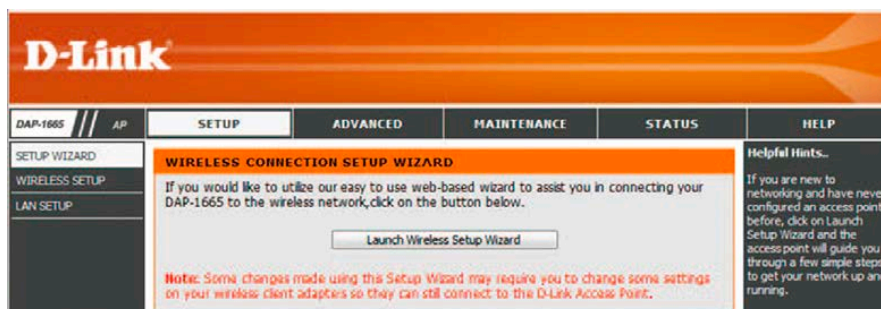 D-Link
DAP-1665 // AP SETUP ADVANCED MAINTENANCE STATUS HELP
SETUP WIZARD
WIRELESS SETUP
LAN SETUP
WIRELESS CONNECTION SETUP WIZARD
If you would like to utilize our easy to use web-based wizard to assist you in connecting your
DAP-1665 to the wireless network,click on the button below.
Launch Wireless Setup Wizard
Note: Some changes made using this Setup Wizard may require you to change some settings
on your wireless client adapters so they can still connect to the D-Link Access Point.
Helpful Hints..
If you are new to
networking and have never
configured an access point
before, click on Launch
Setup Wizard and the
access point will guide you
through a few simple steps
to get your network up and
running.